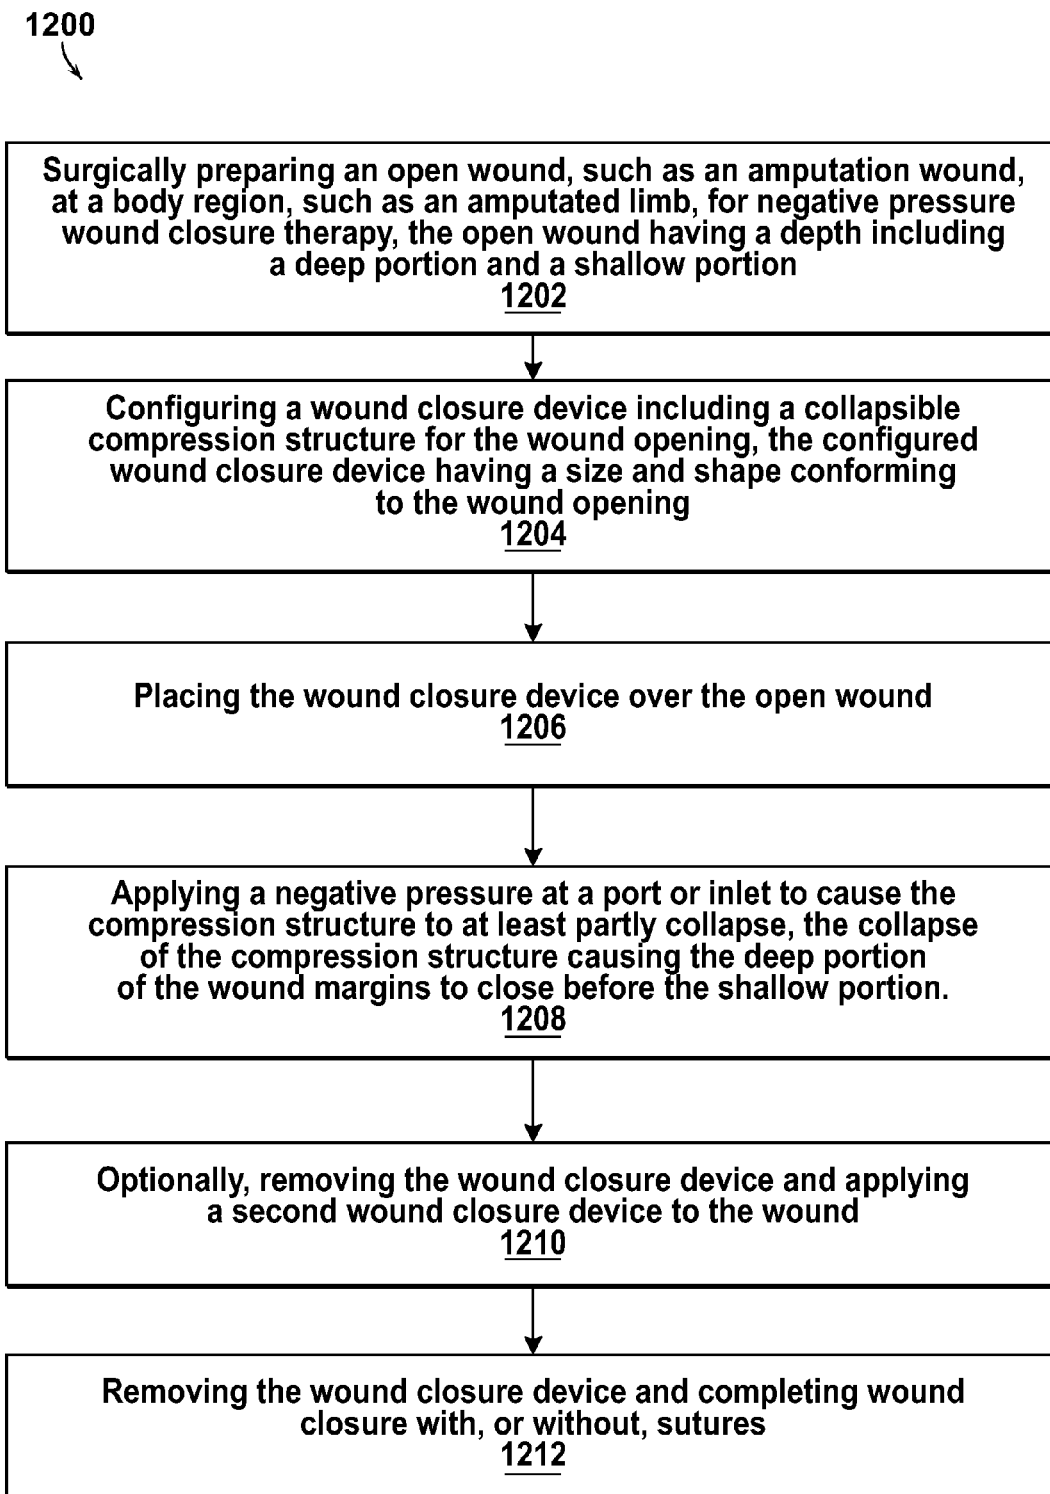 1200
Surgically preparing an open wound, such as an amputation wound,
at a body region, such as an amputated limb, for negative pressure
wound closure therapy, the open wound having a depth including
a deep portion and a shallow portion
1202
Configuring a wound closure device including a collapsible
compression structure for the wound opening, the configured
wound closure device having a size and shape conforming
to the wound opening
1204
Placing the wound closure device over the open wound
1206
Applying a negative pressure at a port or inlet to cause the
compression structure to at least partly collapse, the collapse
of the compression structure causing the deep portion
of the wound margins to close before the shallow portion.
1208
Optionally, removing the wound closure device and applying
a second wound closure device to the wound
1210
Removing the wound closure device and completing wound
closure with, or without, sutures
1212